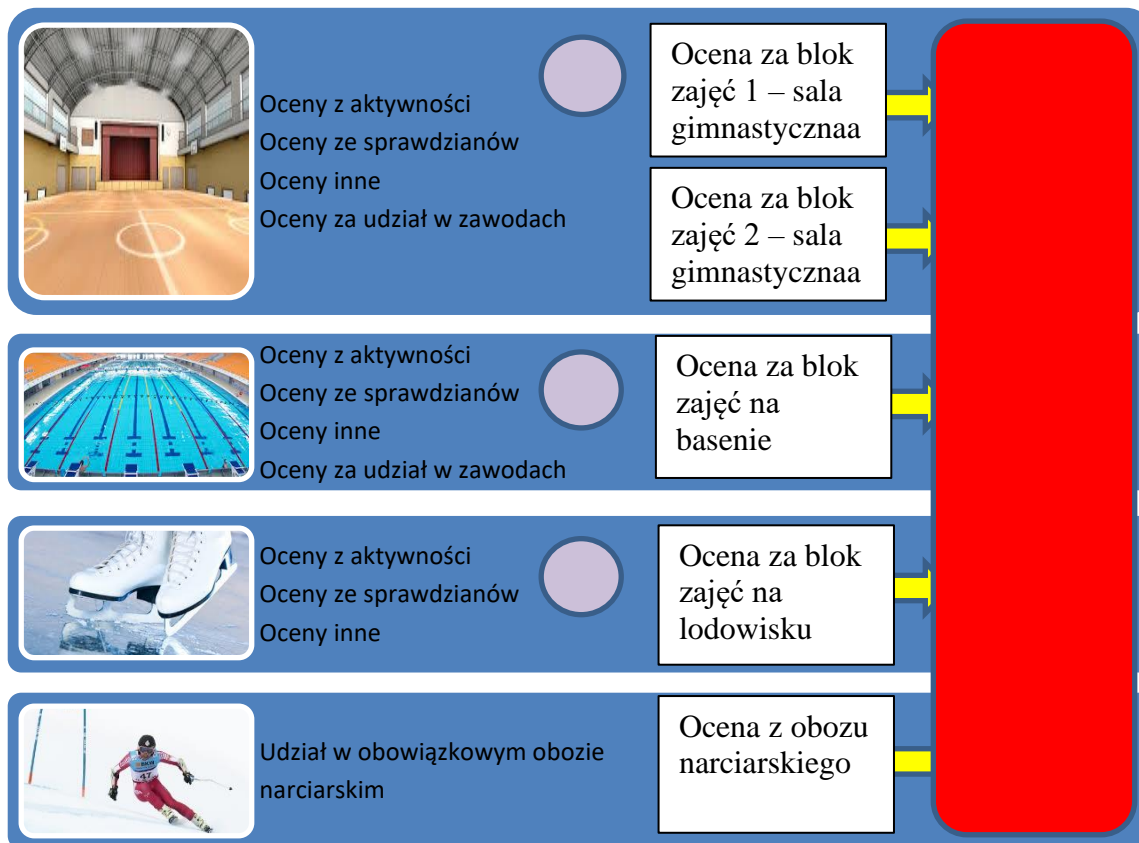 Oceny z aktywności
Oceny ze sprawdzianów
Oceny inne
Oceny za udział w zawodach
Ocena za blok
zajęć 1 – sala
gimnastycznaa
Ocena za blok
zajęć 2 – sala
gimnastycznaa
Oceny z aktywności
Oceny ze sprawdzianów
Oceny inne
Oceny za udział w zawodach
Ocena za blok
zajęć na
basenie
Oceny z aktywności
Oceny ze sprawdzianów
Oceny inne
Ocena za blok
zajęć na
lodowisku
47
Udział w obowiązkowym obozie
narciarskim
Ocena z obozu
narciarskiego